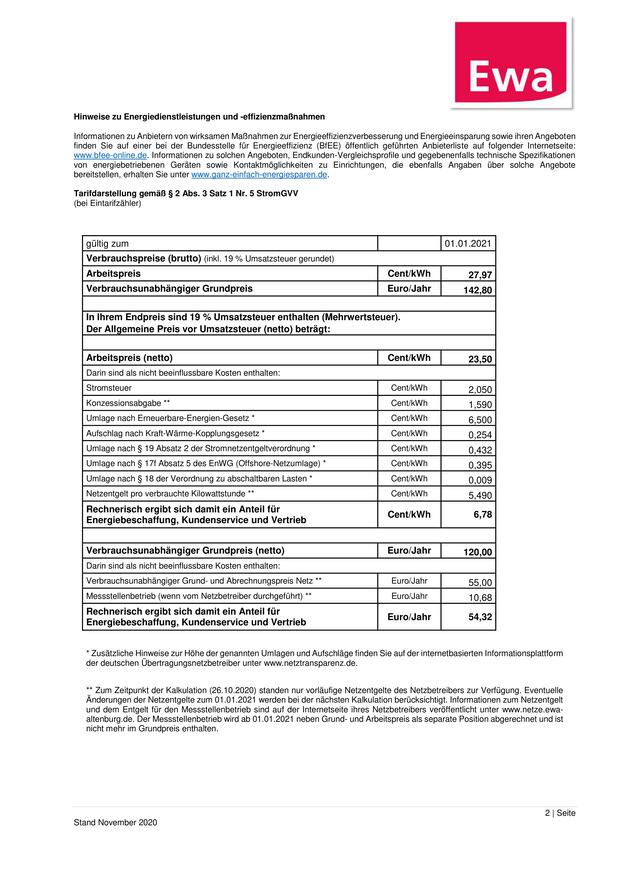 Ewa
Hinweise zu Energiedienstleistungen und -effizienzmaßnahmen
Informationen zu Anbietern von wirksamen Maßnahmen zur Energieeffizienzverbesserung und Energieeinsparung sowie ihren Angeboten
finden Sie auf einer bei der Bundesstelle für Energieeffizienz (BfEE) öffentlich geführten Anbieterliste auf folgender Internetseite:
www.bfee-online.de. Informationen zu solchen Angeboten, Endkunden-Vergleichsprofile und gegebenenfalls technische Spezifikationen
von energiebetriebenen Geräten sowie Kontaktmöglichkeiten zu Einrichtungen, die ebenfalls Angaben über solche Angebote
bereitstellen, erhalten Sie unter www.ganz-einfach-energiesparen.de.
Tarifdarstellung gemäß § 2 Abs. 3 Satz 1 Nr. 5 StromGVV
(bei Eintarifzähler)
gültig zum 01.01.2021
Verbrauchspreise (brutto) (inkl. 19 % Umsatzsteuer gerundet)
Arbeitspreis Cent/kWh 27,97
Verbrauchsunabhängiger Grundpreis Euro/Jahr 142,80
In Ihrem Endpreis sind 19 % Umsatzsteuer enthalten (Mehrwertsteuer).
Der Allgemeine Preis vor Umsatzsteuer (netto) beträgt:
Arbeitspreis (netto) Cent/kWh 23,50
Darin sind als nicht beeinflussbare Kosten enthalten:
Stromsteuer Cent/kWh 2,050
Konzessionsabgabe ** Cent/kWh 1,590
Umlage nach Erneuerbare-Energien-Gesetz * Cent/kWh 6,500
Aufschlag nach Kraft-Wärme-Kopplungsgesetz * Cent/kWh 0,254
Umlage nach § 19 Absatz 2 der Stromnetzentgeltverordnung * Cent/kWh 0,432
Umlage nach § 17f Absatz 5 des EnWG (Offshore-Netzumlage) * Cent/kWh 0,395
Umlage nach § 18 der Verordnung zu abschaltbaren Lasten * Cent/kWh 0,009
Netzentgelt pro verbrauchte Kilowattstunde ** Cent/kWh 5,490
Rechnerisch ergibt sich damit ein Anteil für
Energiebeschaffung, Kundenservice und Vertrieb Cent/kWh 6,78
Verbrauchsunabhängiger Grundpreis (netto) Euro/Jahr 120,00
Darin sind als nicht beeinflussbare Kosten enthalten:
Verbrauchsunabhängiger Grund- und Abrechnungspreis Netz ** Euro/Jahr 55,00
Messstellenbetrieb (wenn vom Netzbetreiber durchgeführt) ** Euro/Jahr 10,68
Rechnerisch ergibt sich damit ein Anteil für
Energiebeschaffung, Kundenservice und Vertrieb Euro/Jahr 54,32
* Zusätzliche Hinweise zur Höhe der genannten Umlagen und Aufschläge finden Sie auf der internetbasierten Informationsplattform
der deutschen Übertragungsnetzbetreiber unter www.netztransparenz.de.
** Zum Zeitpunkt der Kalkulation (26.10.2020) standen nur vorläufige Netzentgelte des Netzbetreibers zur Verfügung. Eventuelle
Änderungen der Netzentgelte zum 01.01.2021 werden bei der nächsten Kalkulation berücksichtigt. Informationen zum Netzentgelt
und dem Entgelt für den Messstellenbetrieb sind auf der Internetseite ihres Netzbetreibers veröffentlicht unter www.netze.ewa-
altenburg.de. Der Messstellenbetrieb wird ab 01.01.2021 neben Grund- und Arbeitspreis als separate Position abgerechnet und ist
nicht mehr im Grundpreis enthalten.
2 | Seite
Stand November 2020